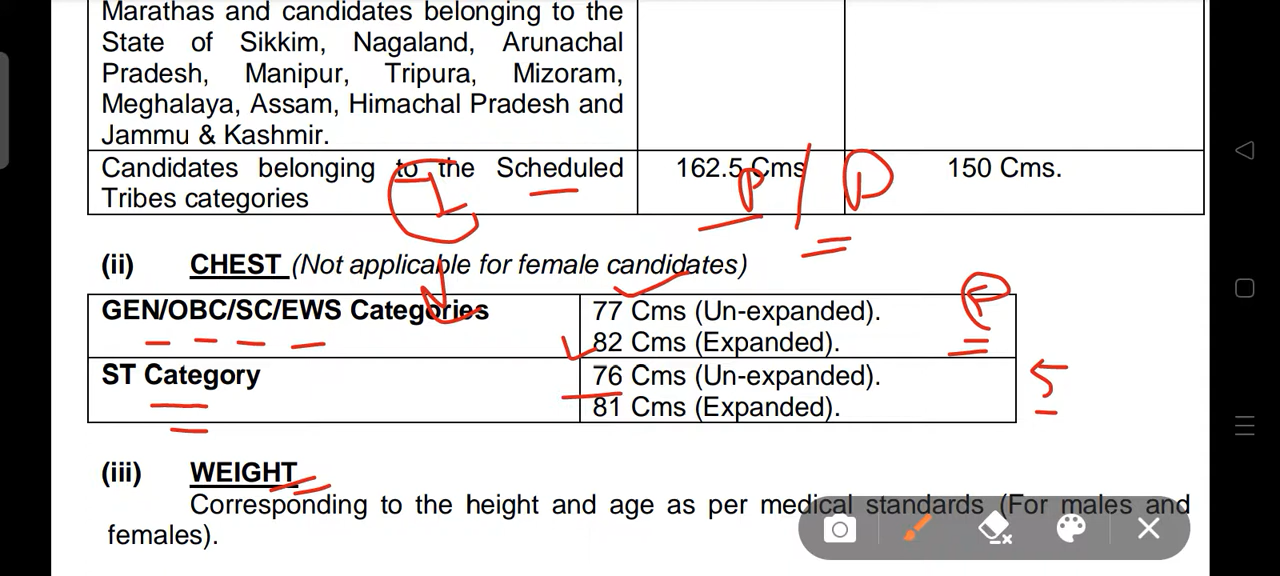 Marathas and candidates belonging to the
State of Sikkim, Nagaland, Arunachal
Pradesh, Manipur, Tripura, Mizoram,
Meghalaya, Assam, Himachal Pradesh and
Jammu & Kashmir.
Candidates belonging to the Scheduled Tribes categories
162.5 Cms
150 Cms.
P / D
1
(ii) CHEST (Not applicable for female candidates)
GEN/OBC/SC/EWS Categories
77 Cms (Un-expanded).
82 Cms (Expanded).
ST Category
76 Cms (Un-expanded).
81 Cms (Expanded).
5
(iii) WEIGHT
Corresponding to the height and age as per medical standards (For males and
females).